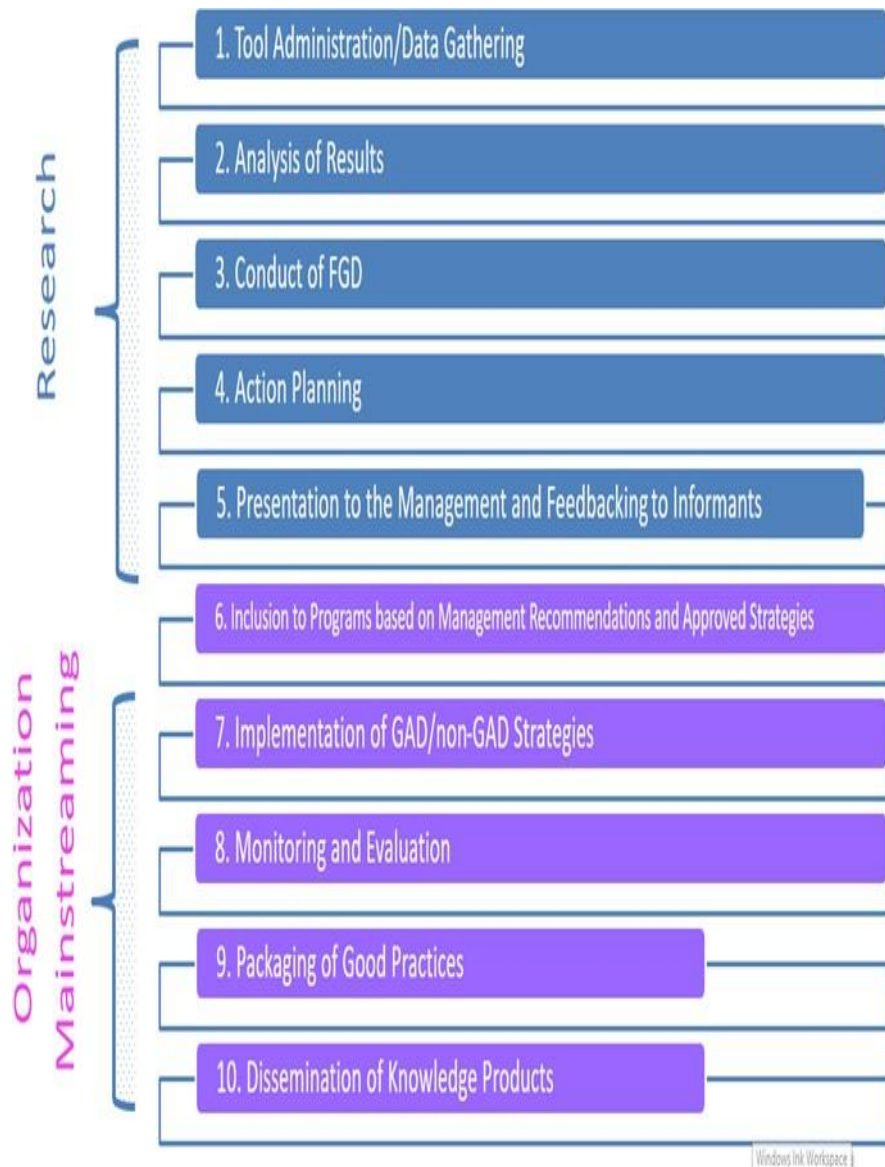 Research
1. Tool Administration/Data Gathering
2. Analysis of Results
3. Conduct of FGD
4. Action Planning
5. Presentation to the Management and Feedbacking to Informants
Organization
Mainstreaming
6. Inclusion to Programs based on Management Recommendations and Approved Strategies
7. Implementation of GAD/non-GAD Strategies
8. Monitoring and Evaluation
9. Packaging of Good Practices
10. Dissemination of Knowledge Products
Windows Ink Workspace